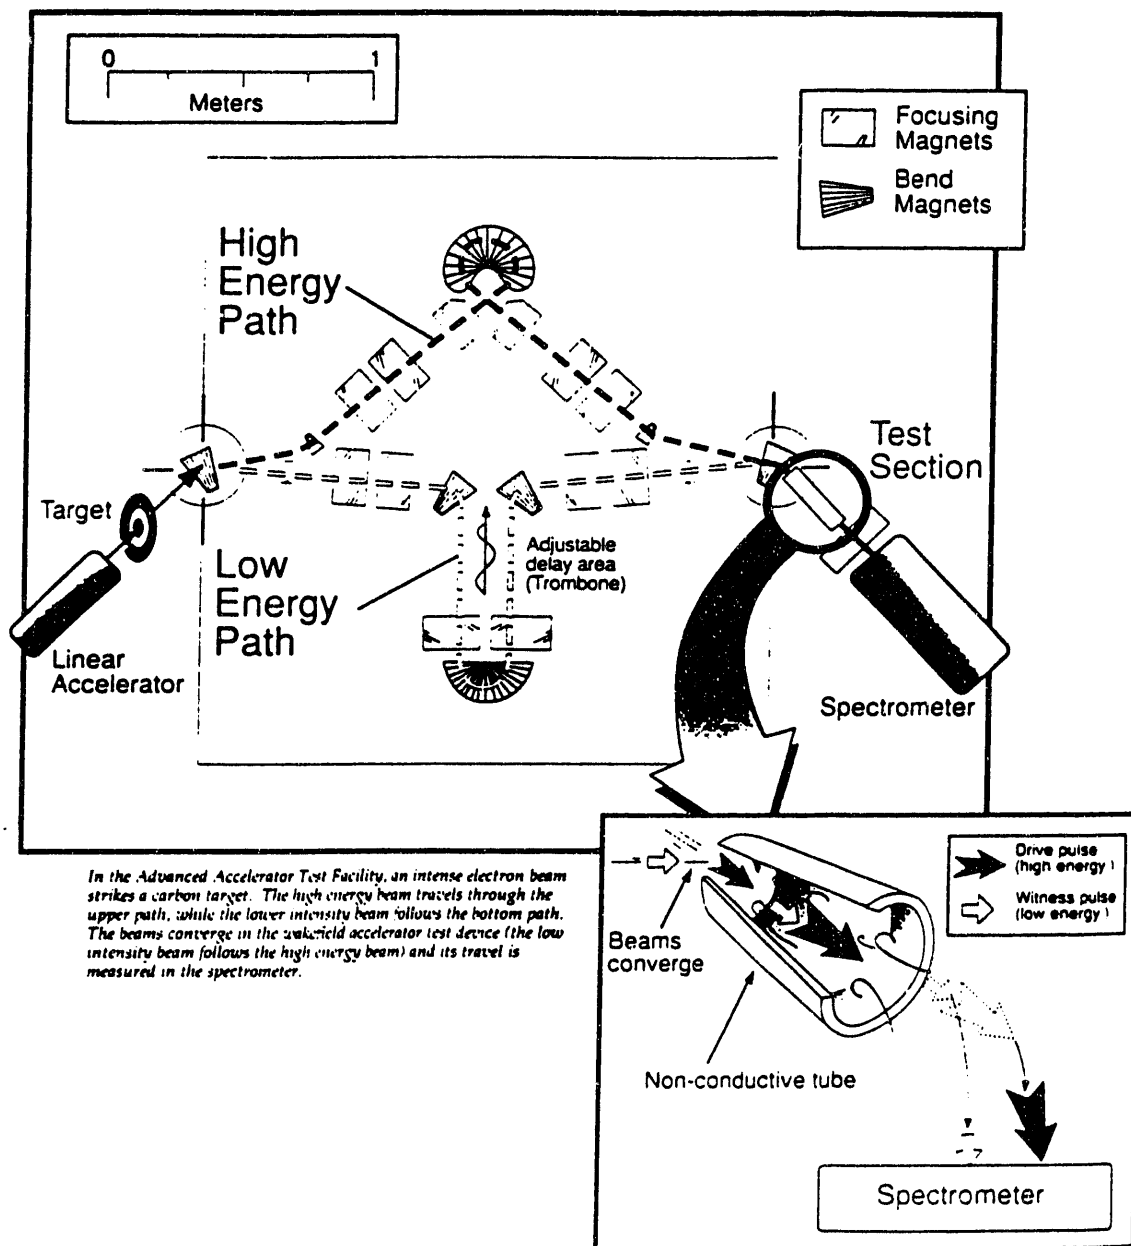 0 1
Meters
Focusing
Magnets
Bend
Magnets
High
Energy
Path
Test
Section
Target
Low
Energy
Path
Adjustable
delay area
(Trombone)
Linear
Accelerator
Spectrometer
In the Advanced Accelerator Test Facility, an intense electron beam
strikes a carbon target. The high energy beam travels through the
upper path, while the lower intensity beam follows the bottom path.
The beams converge in the wakefield accelerator test device (the low
intensity beam follows the high energy beam) and its travel is
measured in the spectrometer.
Drive pulse
(high energy)
Witness pulse
(low energy)
Beams
converge
Non-conductive tube
Spectrometer